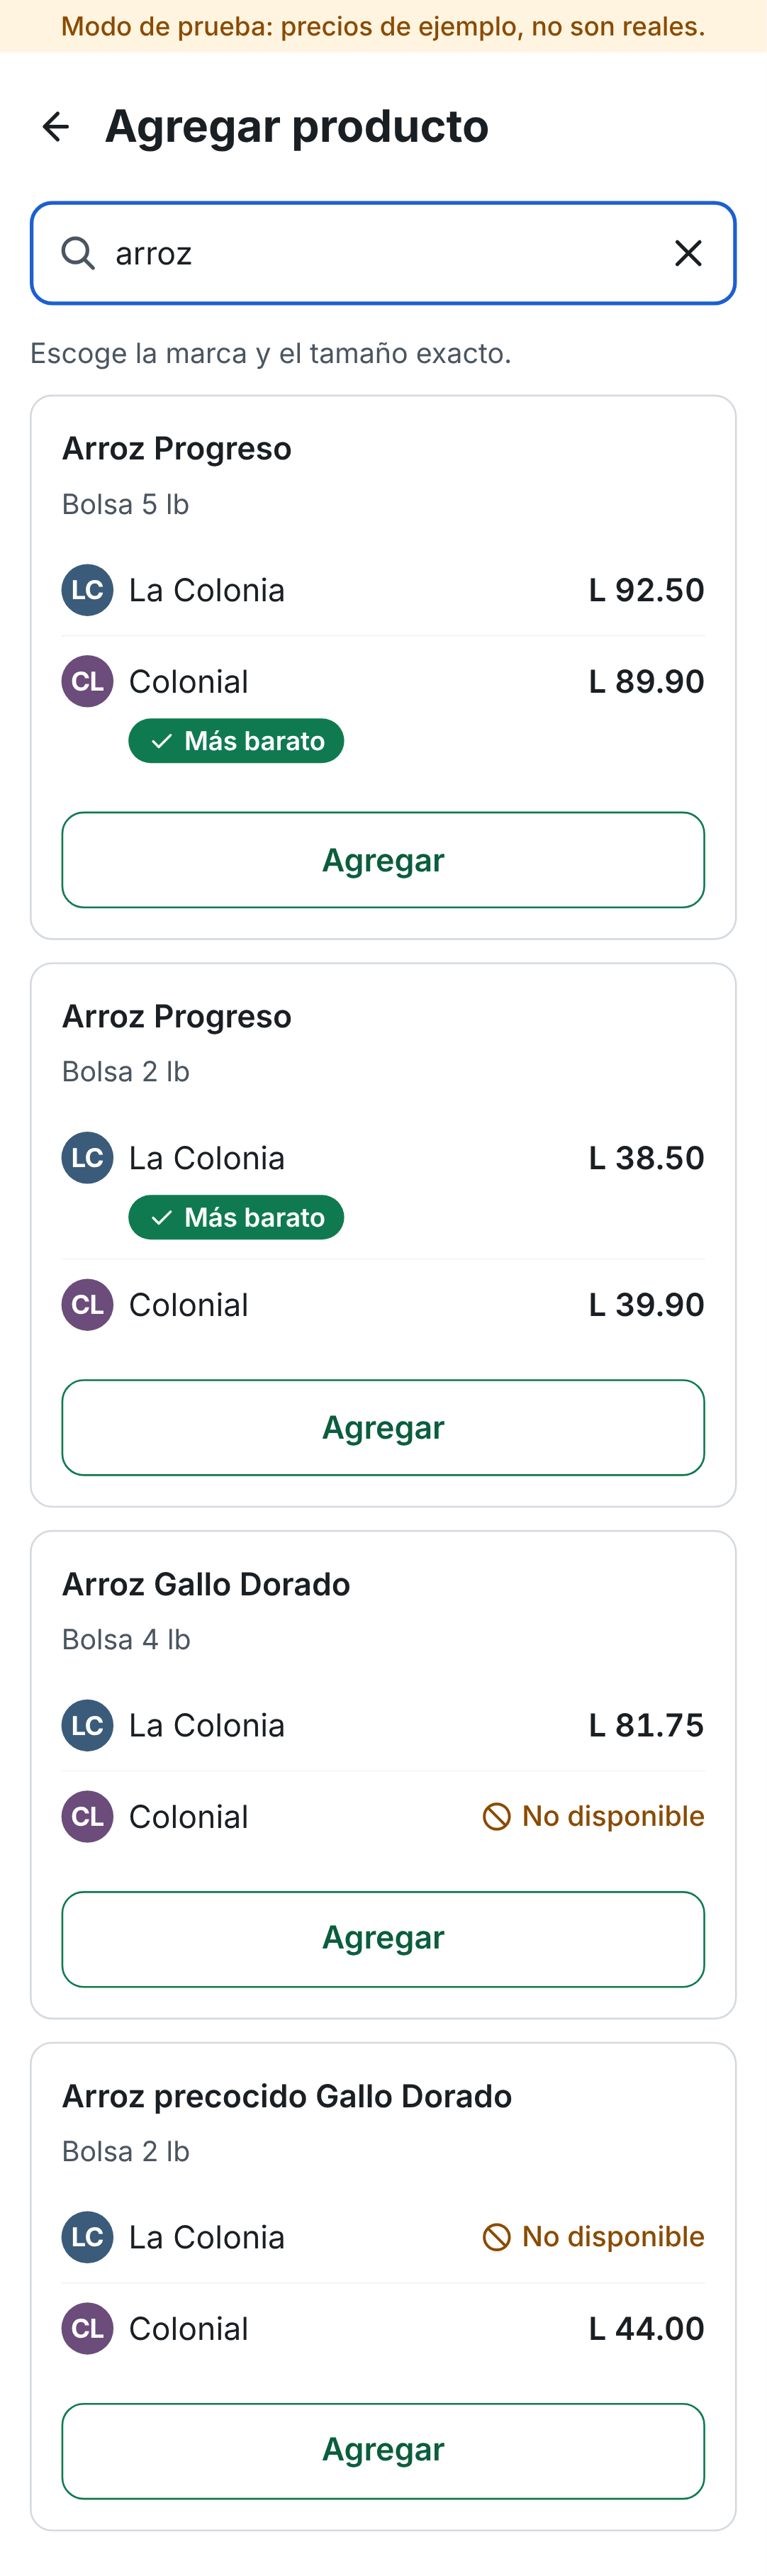 Modo de prueba: precios de ejemplo, no son reales.
Agregar producto
arroz
Escoge la marca y el tamaño exacto.
Arroz Progreso
Bolsa 5 lb
LC La Colonia L 92.50
CL Colonial L 89.90
Más barato
Agregar
Arroz Progreso
Bolsa 2 lb
LC La Colonia L 38.50
Más barato
CL Colonial L 39.90
Agregar
Arroz Gallo Dorado
Bolsa 4 lb
LC La Colonia L 81.75
CL Colonial No disponible
Agregar
Arroz precocido Gallo Dorado
Bolsa 2 lb
LC La Colonia No disponible
CL Colonial L 44.00
Agregar